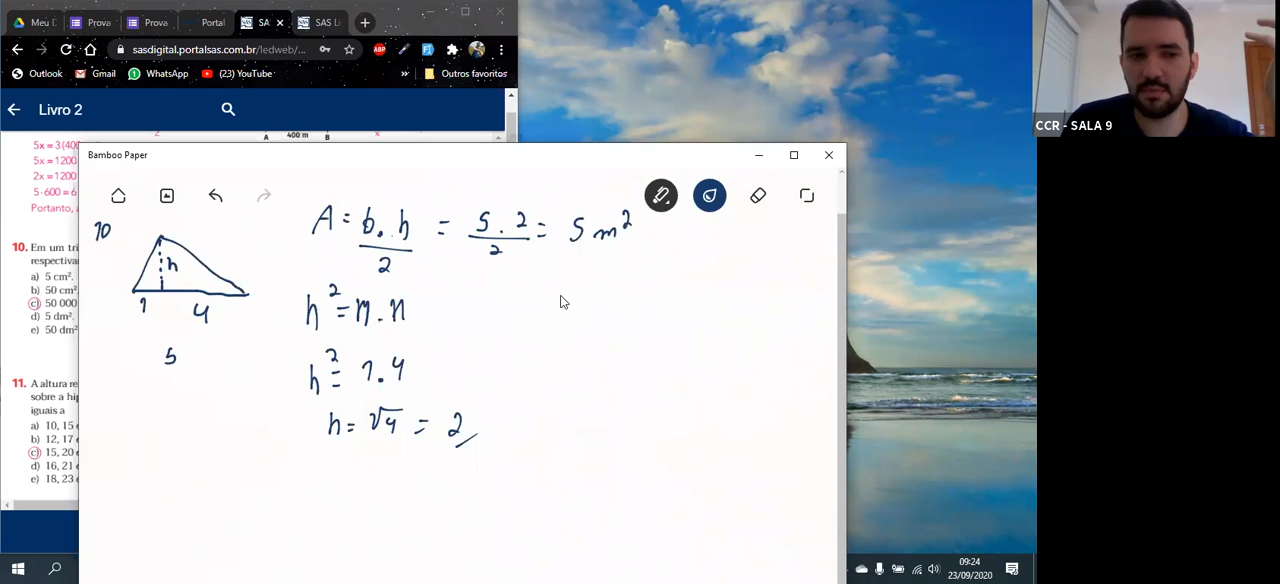 Meu D
Prova
Prova
Portal
SA
SAS L
sasdigital.portalsas.com.br/ledweb/...
ABP
Outlook
Gmail
WhatsApp
(23) YouTube
»
Outros favoritos
Livro 2
2
A 400 m B
x
5x = 3(400
5x = 1200
2x = 1200
5·600 = 6
Portanto, a
10. Em um tri
respectivam
a) 5 cm².
b) 50 cm²
c) 50 000
d) 5 dm².
e) 50 dm²
11. A altura re
sobre a hip
iguais a
a) 10, 15 e
b) 12, 17 e
c) 15, 20 e
d) 16, 21 e
e) 18, 23 e
Bamboo Paper
10
h
1 4
5
A = b.h/2 = 5.2/2 = 5 m²
h² = m.n
h² = 1.4
h = √4 = 2
CCR - SALA 9
09:24
23/09/2020